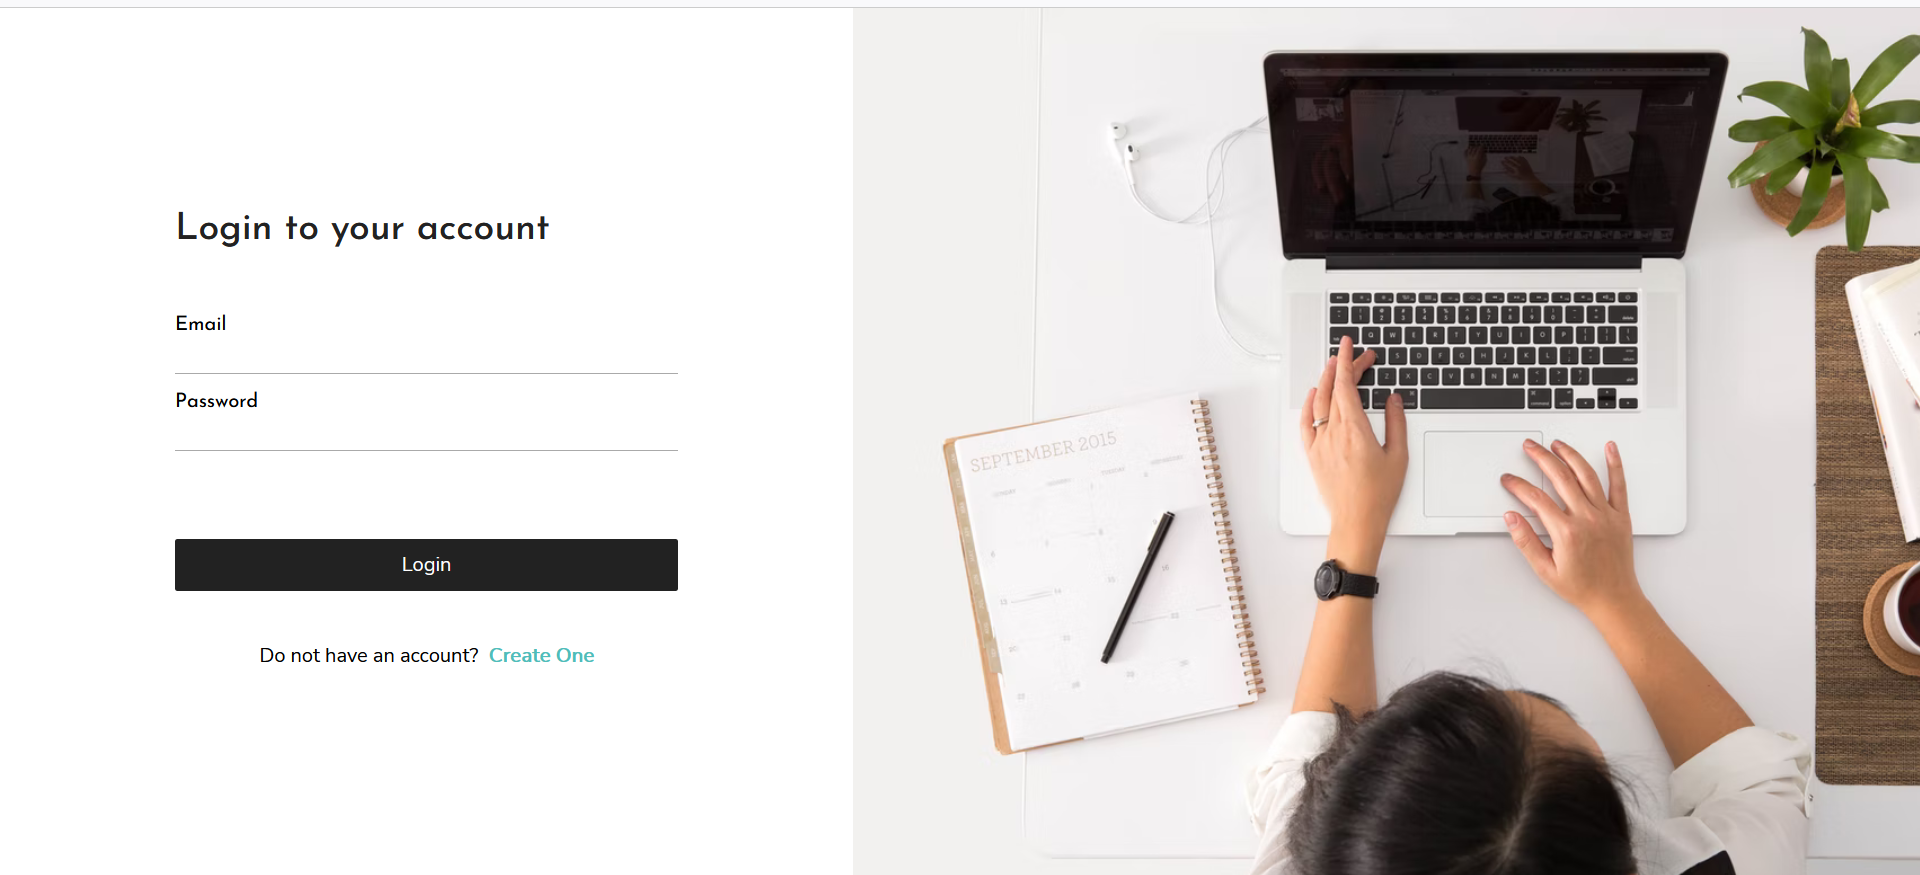 Login to your account
Email
Password
Login
Do not have an account? Create One
SEPTEMBER 2015